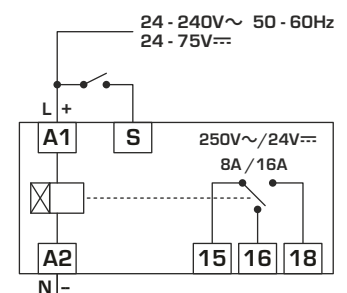 24 - 240V∼ 50 - 60Hz
24 - 75V⎓
L +
A1 S
250V∼/24V⎓
8A / 16A
A2 15 16 18
N –